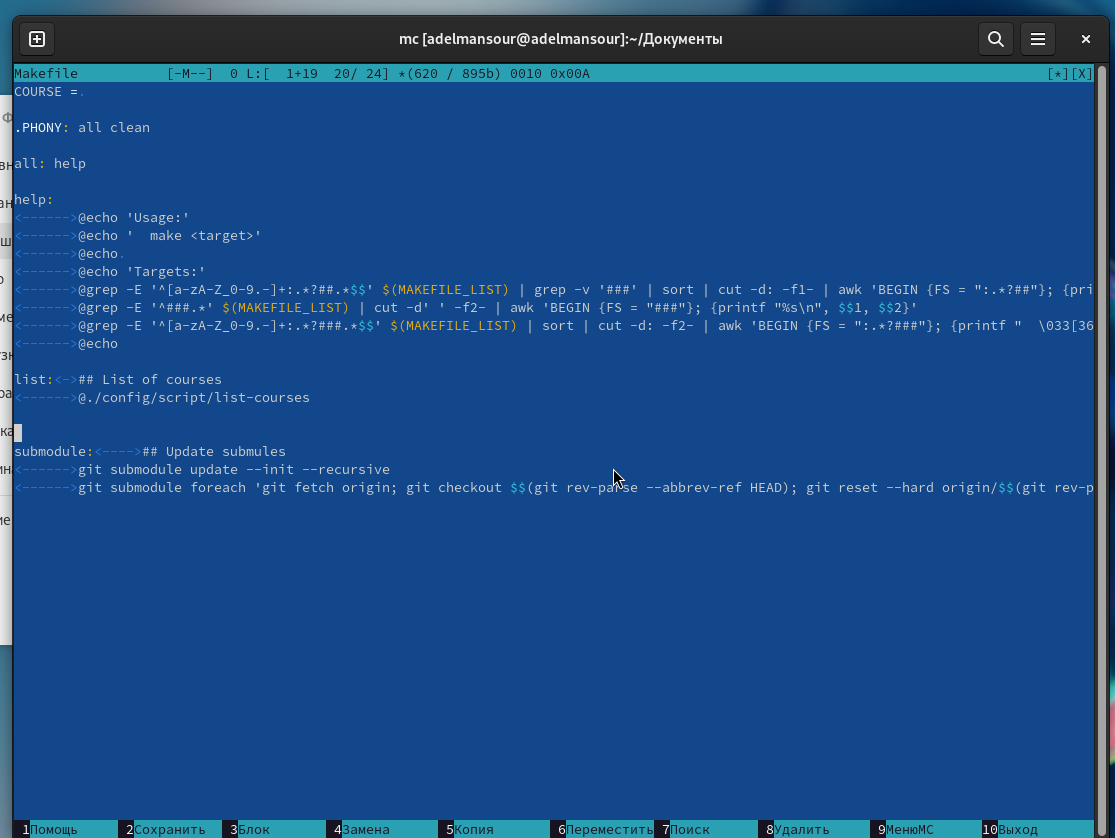 mc [adelmansour@adelmansour]:~/Документы
Makefile [-M--] 0 L:[ 1+19 20/ 24] *(620 / 895b) 0010 0x00A [*][X]
COURSE =.
.PHONY: all clean
all: help
help:
<------>@echo 'Usage:'
<------>@echo '  make <target>'
<------>@echo.
<------>@echo 'Targets:'
<------>@grep -E '^[a-zA-Z_0-9.-]+:.*?##.*$$' $(MAKEFILE_LIST) | grep -v '###' | sort | cut -d: -f1- | awk 'BEGIN {FS = ":.*?##"}; {pri
<------>@grep -E '^###.*' $(MAKEFILE_LIST) | cut -d' ' -f2- | awk 'BEGIN {FS = "###"}; {printf "%s\n", $$1, $$2}'
<------>@grep -E '^[a-zA-Z_0-9.-]+:.*?###.*$$' $(MAKEFILE_LIST) | sort | cut -d: -f2- | awk 'BEGIN {FS = ":.*?###"}; {printf "  \033[36
<------>@echo
list:<->## List of courses
<------>@./config/script/list-courses
submodule:<---->## Update submules
<------>git submodule update --init --recursive
<------>git submodule foreach 'git fetch origin; git checkout $$(git rev-parse --abbrev-ref HEAD); git reset --hard origin/$$(git rev-p
1Помощь 2Сохранить 3Блок 4Замена 5Копия 6Переместить 7Поиск 8Удалить 9МенюMC 10Выход